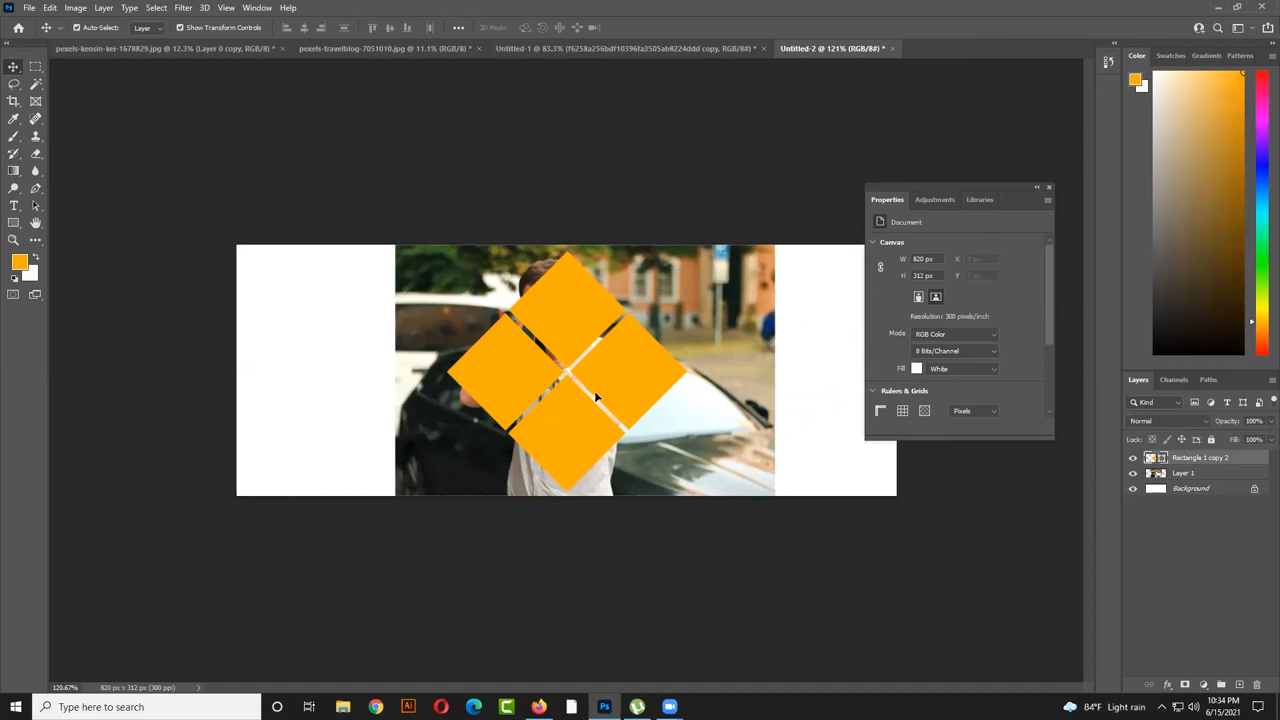 Ps File Edit Image Layer Type Select Filter 3D View Window Help
Auto-Select: Layer Show Transform Controls 3D Mode:
pexels-kensin-kei-1678829.jpg @ 12.3% (Layer 0 copy, RGB/8) * × pexels-travelblog-7051010.jpg @ 11.1% (RGB/8) * × Untitled-1 @ 83.3% (f6258a256bdf10396fa3505ab8224ddd copy, RGB/8#) * × Untitled-2 @ 121% (RGB/8#) * ×
Color Swatches Gradients Patterns
Properties Adjustments Libraries
Document
Canvas
W 820 px X 0 px
H 312 px Y 0 px
Resolution: 300 pixels/inch
Mode RGB Color
8 Bits/Channel
Fill White
Rulers & Grids
Pixels
Layers Channels Paths
Kind
Normal Opacity: 100%
Lock: Fill: 100%
Rectangle 1 copy 2
Layer 1
Background
120.67% 820 px x 312 px (300 ppi)
Type here to search
Ai Ps
84°F Light rain
10:34 PM
6/15/2021